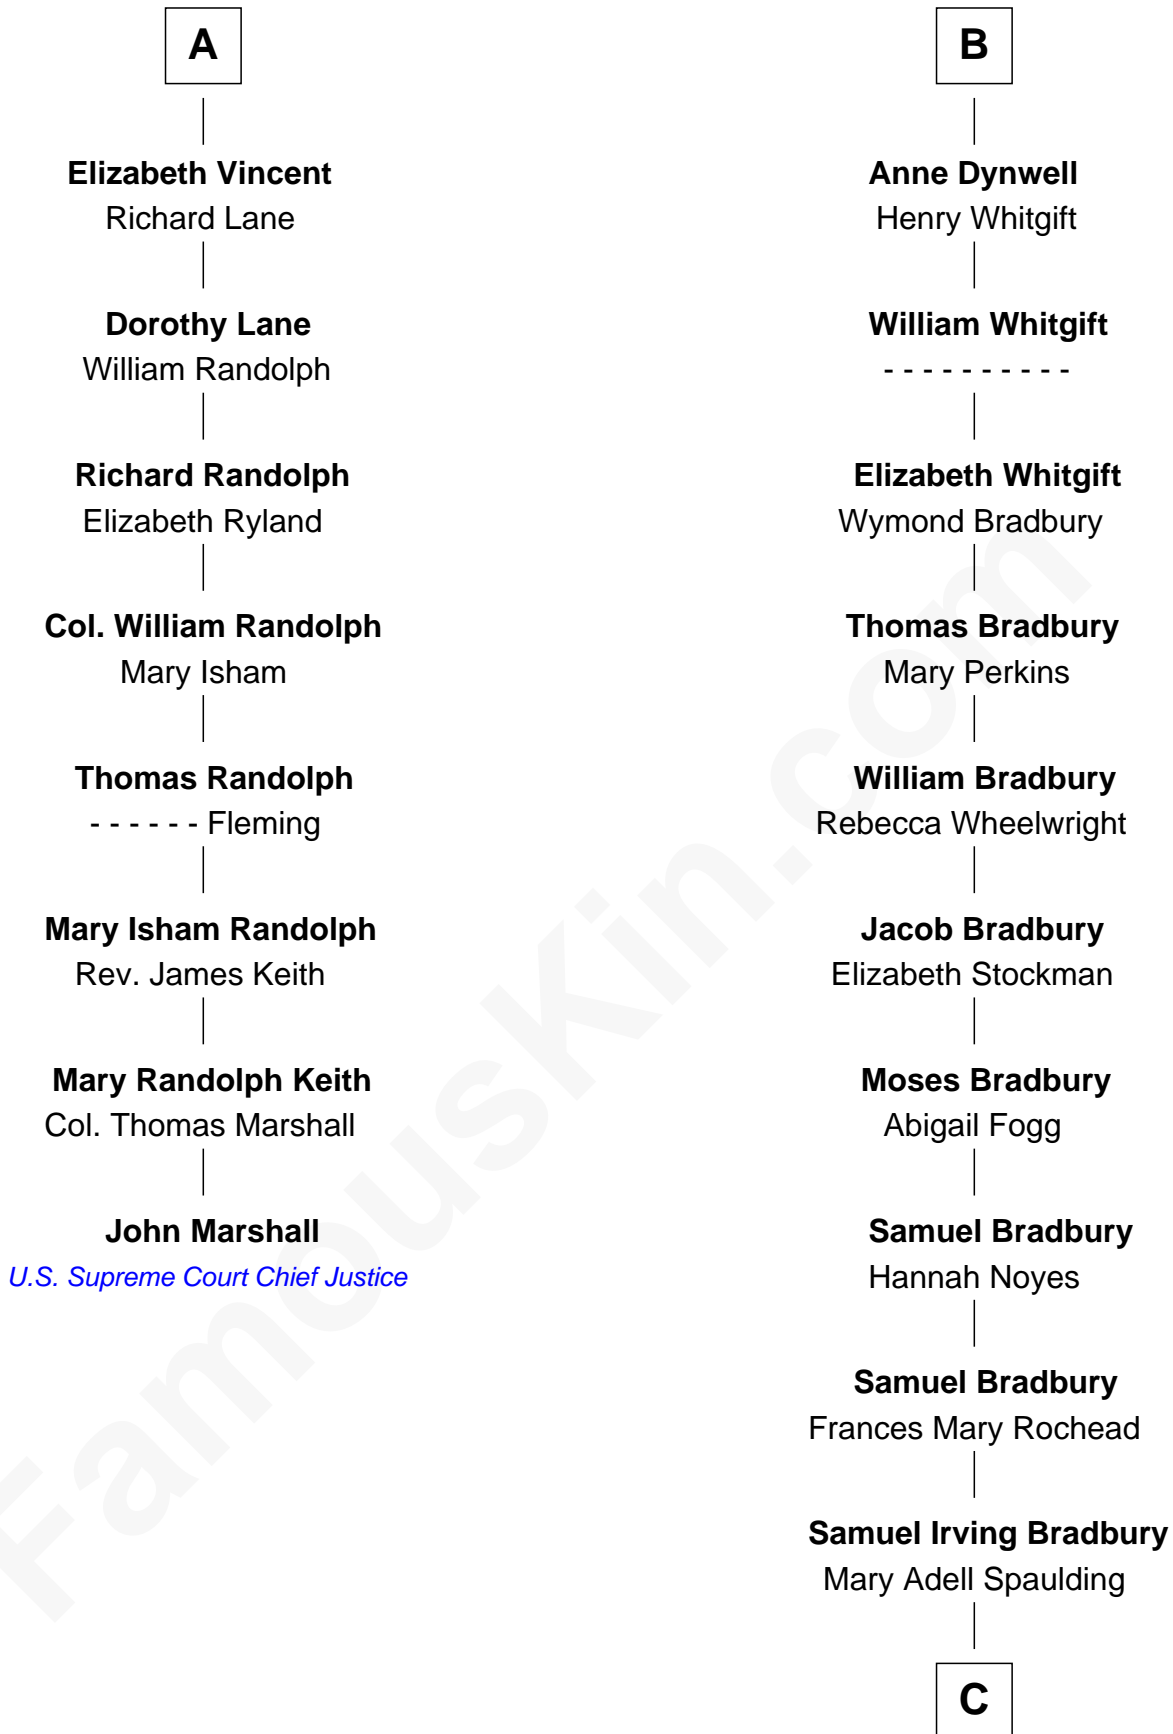 A
Elizabeth Vincent
Richard Lane
Dorothy Lane
William Randolph
Richard Randolph
Elizabeth Ryland
Col. William Randolph
Mary Isham
Thomas Randolph
- - - - - - Fleming
Mary Isham Randolph
Rev. James Keith
Mary Randolph Keith
Col. Thomas Marshall
John Marshall
U.S. Supreme Court Chief Justice
B
Anne Dynwell
Henry Whitgift
William Whitgift
- - - - - - - - - -
Elizabeth Whitgift
Wymond Bradbury
Thomas Bradbury
Mary Perkins
William Bradbury
Rebecca Wheelwright
Jacob Bradbury
Elizabeth Stockman
Moses Bradbury
Abigail Fogg
Samuel Bradbury
Hannah Noyes
Samuel Bradbury
Frances Mary Rochead
Samuel Irving Bradbury
Mary Adell Spaulding
C
FamousKin.com